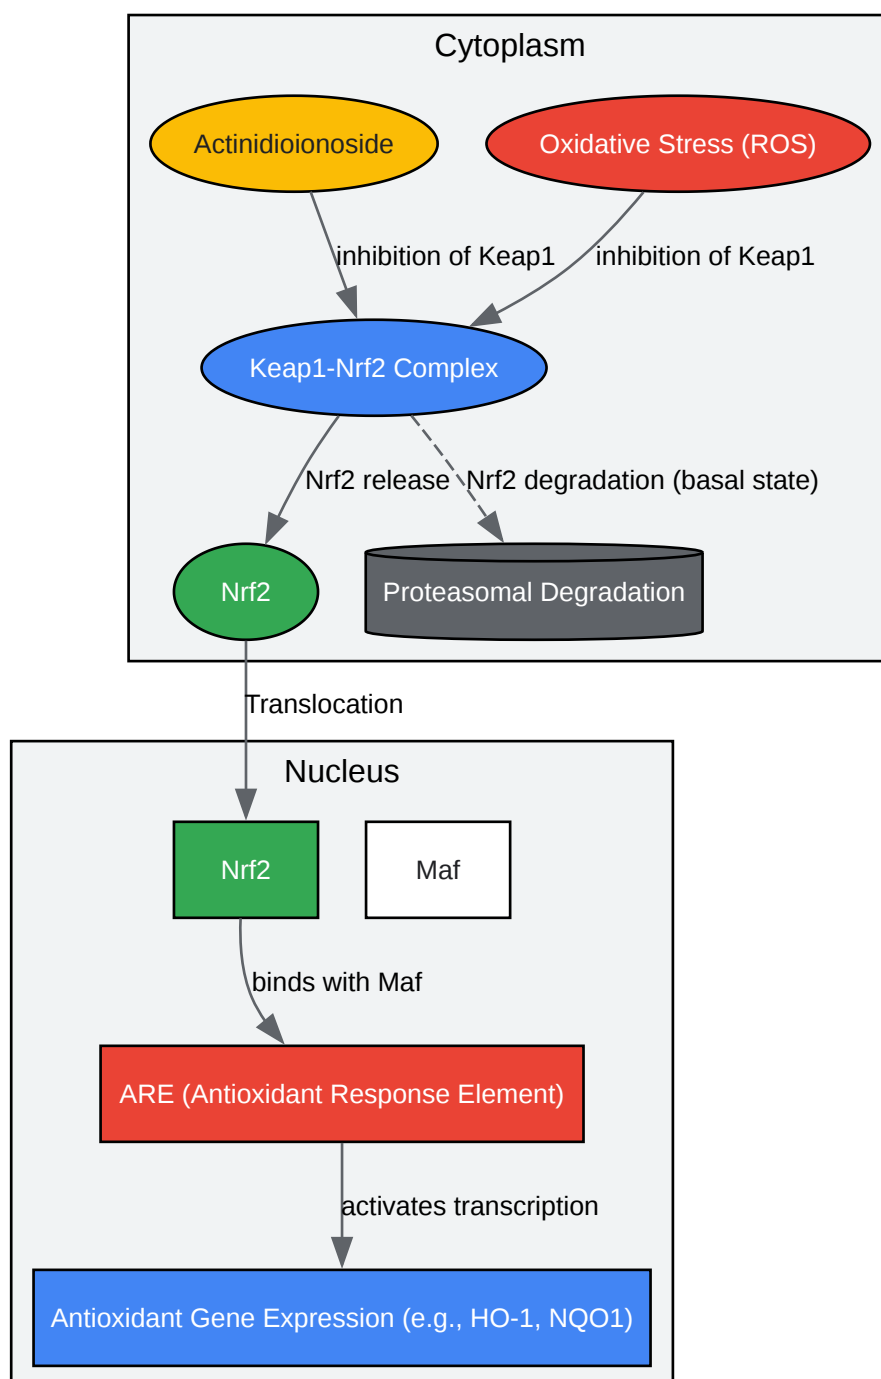 Cytoplasm
Actinidioionoside
Oxidative Stress (ROS)
inhibition of Keap1
inhibition of Keap1
Keap1-Nrf2 Complex
Nrf2 release
Nrf2 degradation (basal state)
Nrf2
Proteasomal Degradation
Translocation
Nucleus
Nrf2
Maf
binds with Maf
ARE (Antioxidant Response Element)
activates transcription
Antioxidant Gene Expression (e.g., HO-1, NQO1)